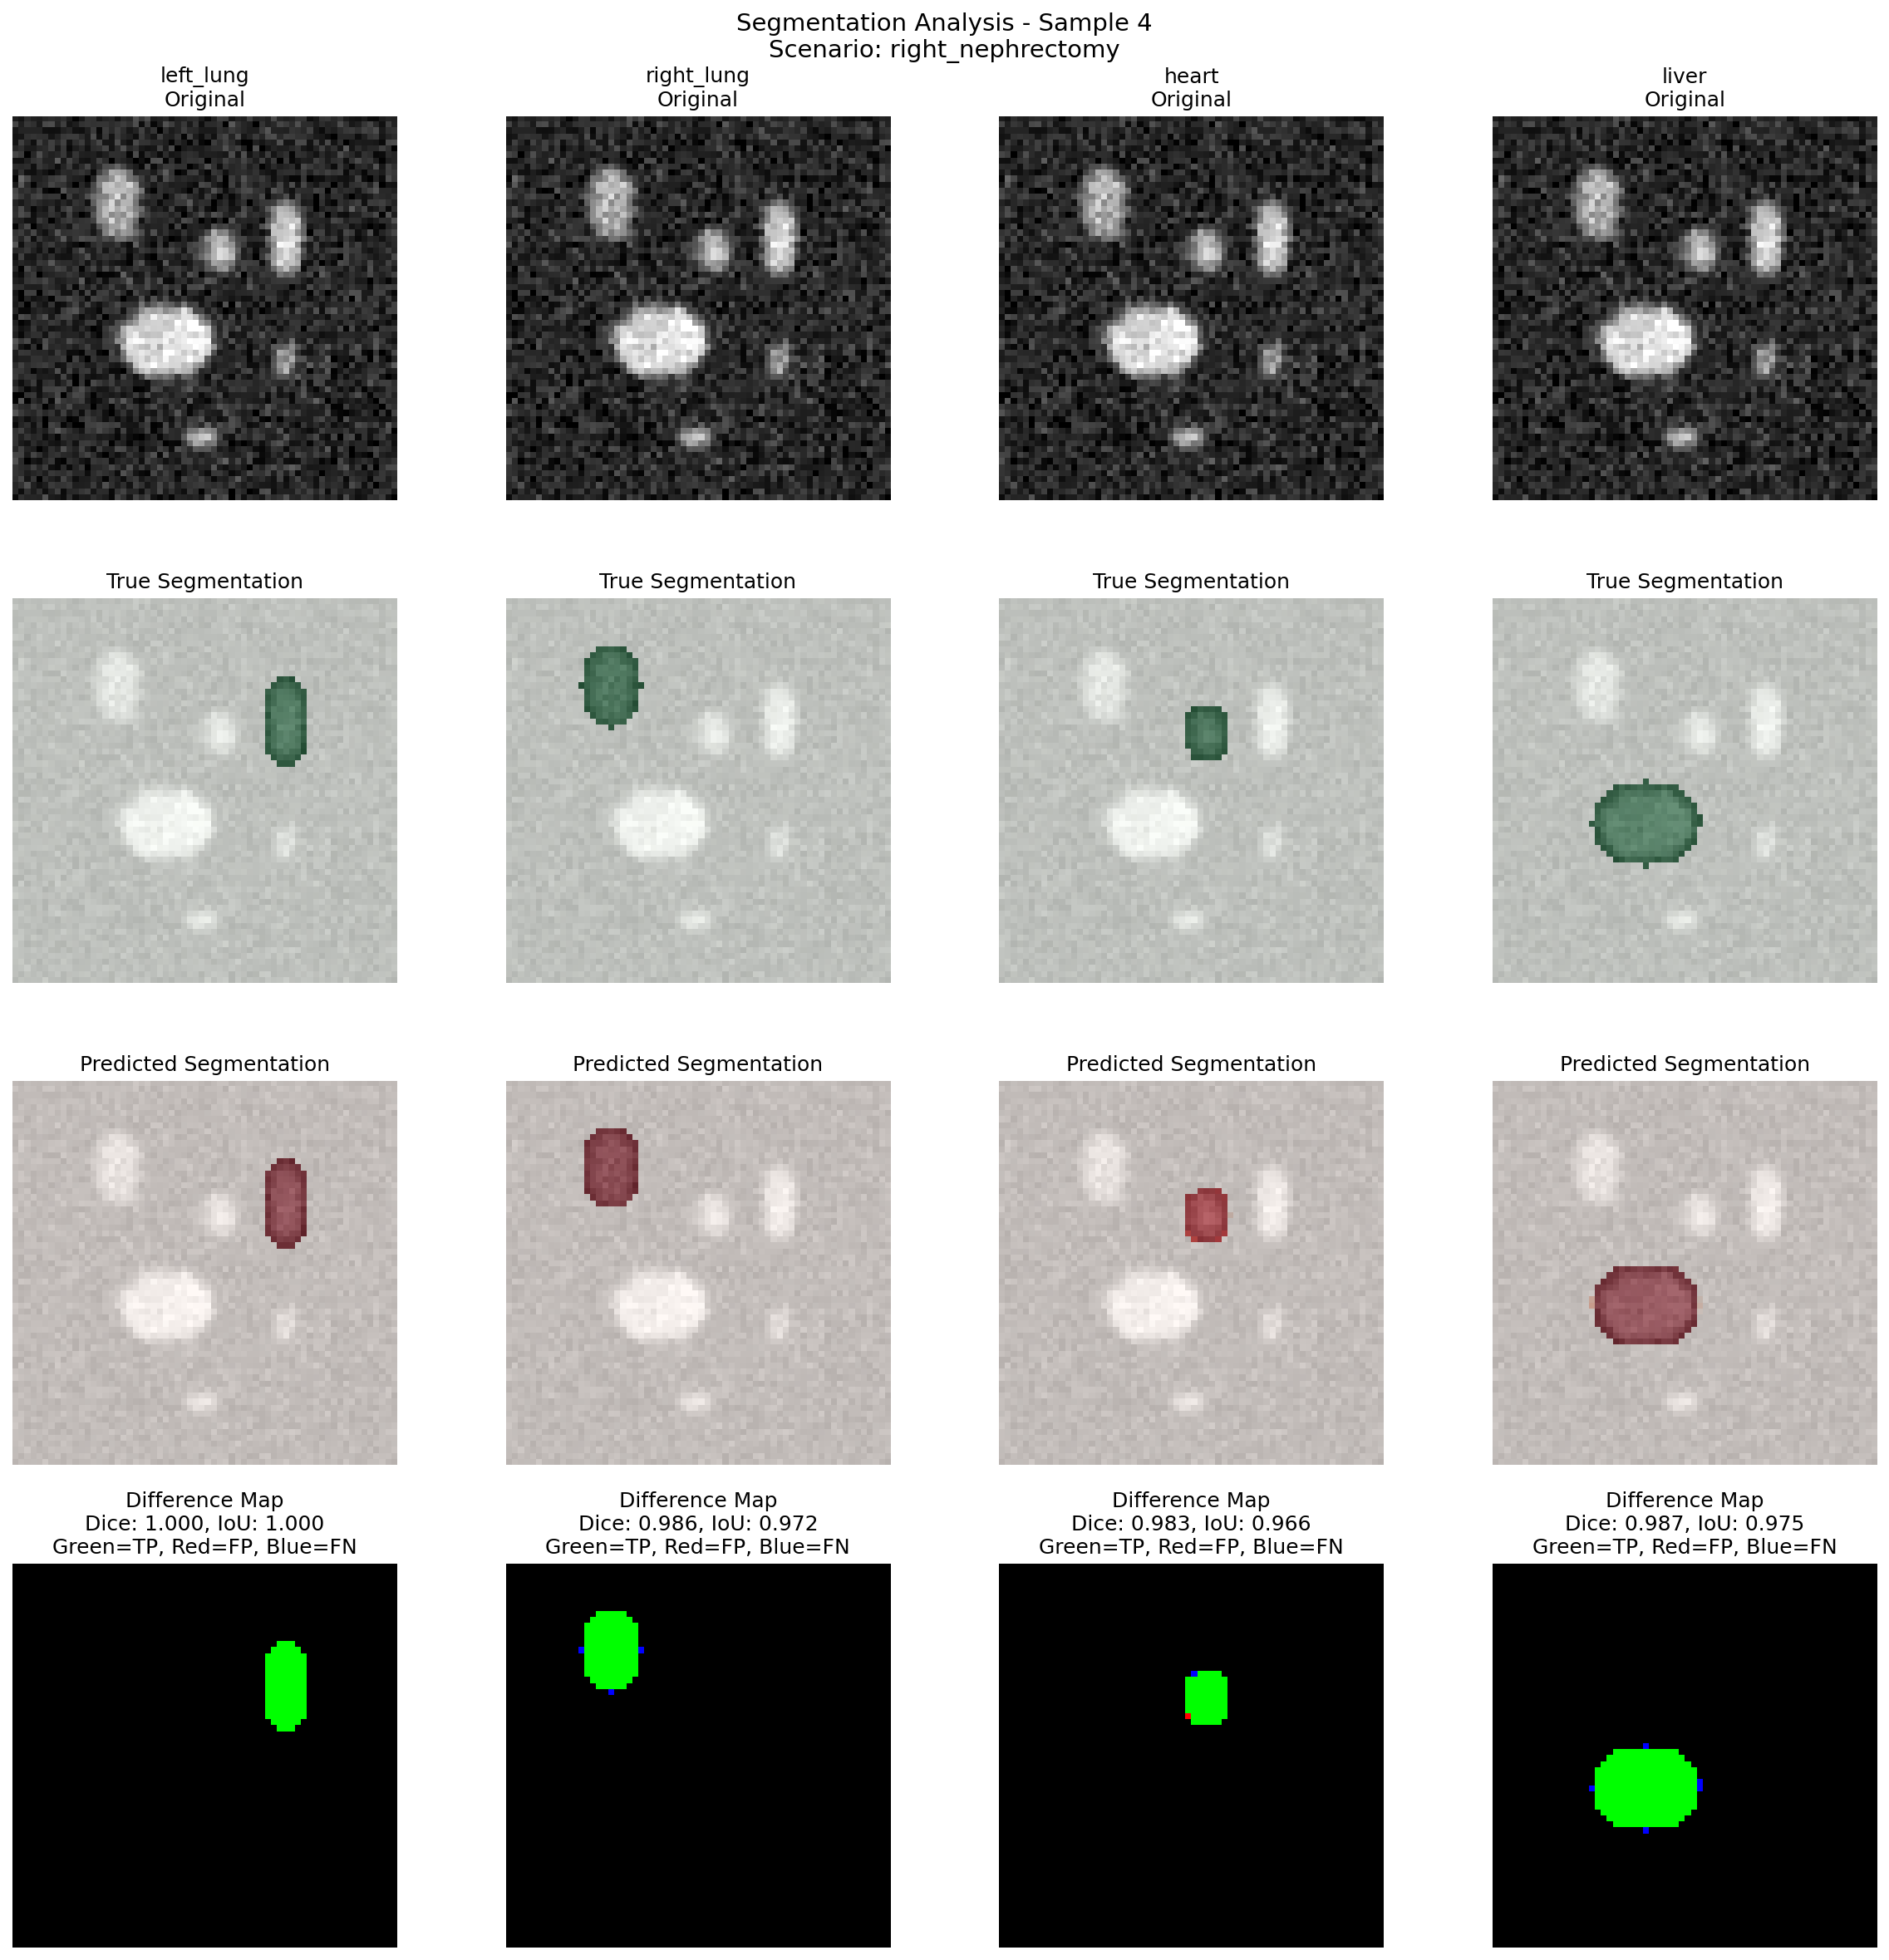 Segmentation Analysis - Sample 4
Scenario: right_nephrectomy
left_lung
Original
right_lung
Original
heart
Original
liver
Original
True Segmentation
True Segmentation
True Segmentation
True Segmentation
Predicted Segmentation
Predicted Segmentation
Predicted Segmentation
Predicted Segmentation
Difference Map
Dice: 1.000, IoU: 1.000
Green=TP, Red=FP, Blue=FN
Difference Map
Dice: 0.986, IoU: 0.972
Green=TP, Red=FP, Blue=FN
Difference Map
Dice: 0.983, IoU: 0.966
Green=TP, Red=FP, Blue=FN
Difference Map
Dice: 0.987, IoU: 0.975
Green=TP, Red=FP, Blue=FN